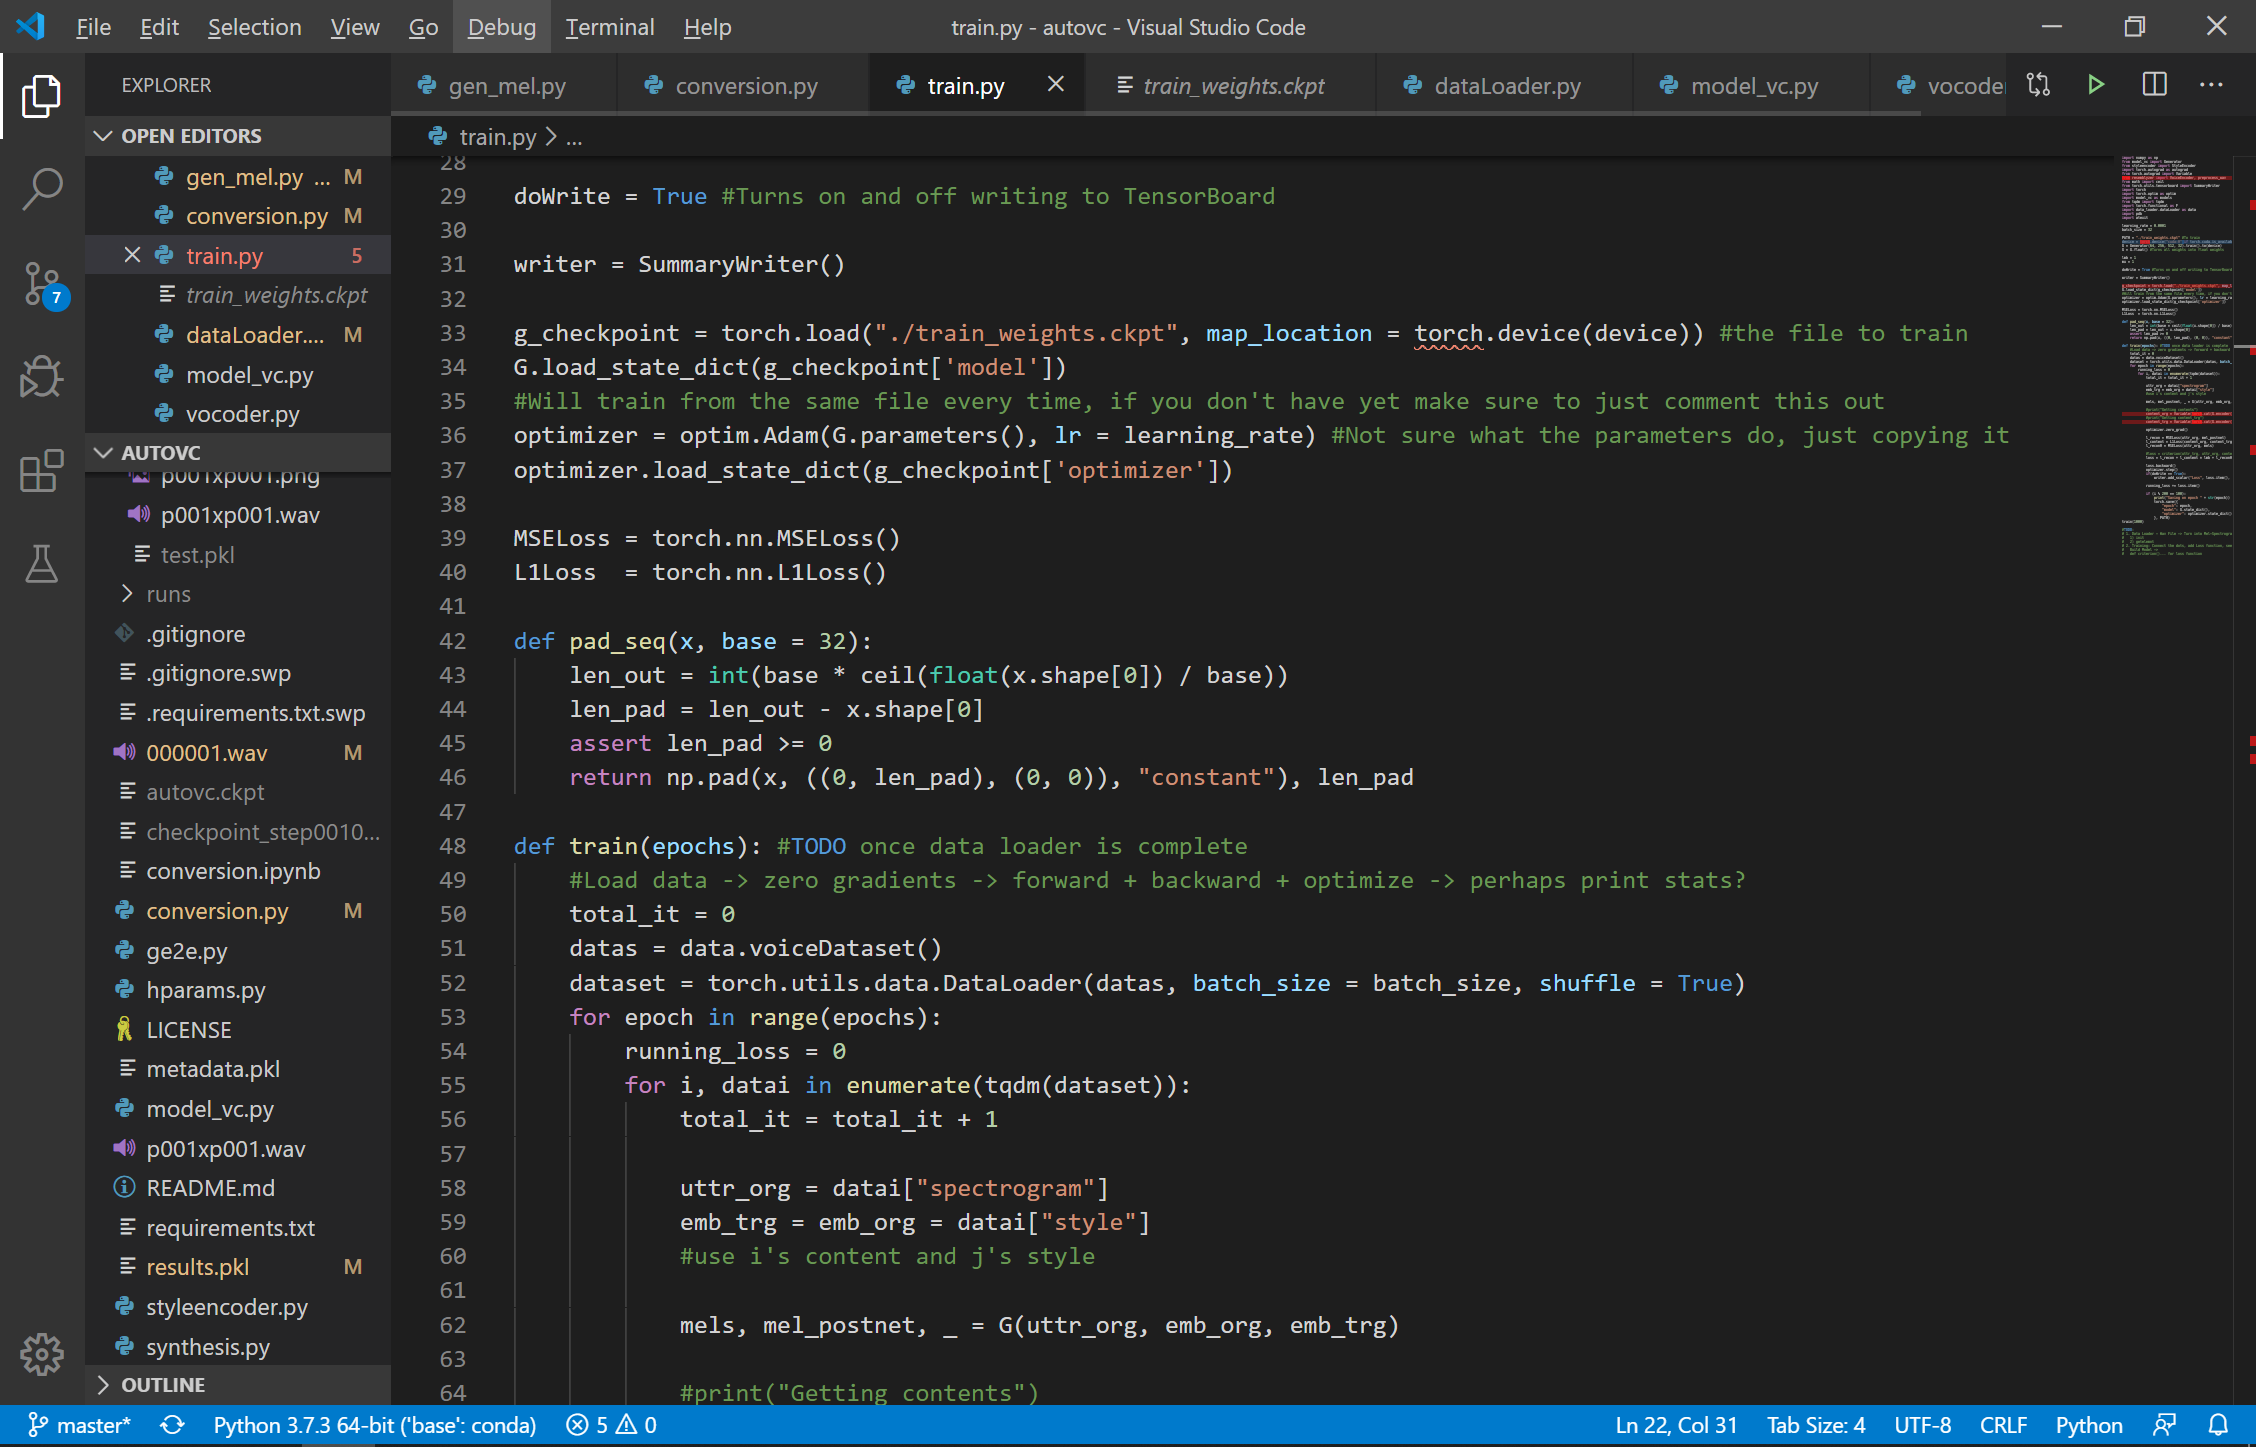 File Edit Selection View Go Debug Terminal Help train.py - autovc - Visual Studio Code
EXPLORER
gen_mel.py conversion.py train.py train_weights.ckpt dataLoader.py model_vc.py vocoder
OPEN EDITORS
gen_mel.py ... M
conversion.py M
train.py 5
train_weights.ckpt
dataLoader.... M
model_vc.py
vocoder.py
AUTOVC
p001xp001.png
p001xp001.wav
test.pkl
runs
.gitignore
.gitignore.swp
.requirements.txt.swp
000001.wav M
autovc.ckpt
checkpoint_step0010...
conversion.ipynb
conversion.py M
ge2e.py
hparams.py
LICENSE
metadata.pkl
model_vc.py
p001xp001.wav
README.md
requirements.txt
results.pkl M
styleencoder.py
synthesis.py
OUTLINE
7
train.py > ...
28
29 doWrite = True #Turns on and off writing to TensorBoard
30
31 writer = SummaryWriter()
32
33 g_checkpoint = torch.load("./train_weights.ckpt", map_location = torch.device(device)) #the file to train
34 G.load_state_dict(g_checkpoint['model'])
35 #Will train from the same file every time, if you don't have yet make sure to just comment this out
36 optimizer = optim.Adam(G.parameters(), lr = learning_rate) #Not sure what the parameters do, just copying it
37 optimizer.load_state_dict(g_checkpoint['optimizer'])
38
39 MSELoss = torch.nn.MSELoss()
40 L1Loss  = torch.nn.L1Loss()
41
42 def pad_seq(x, base = 32):
43     len_out = int(base * ceil(float(x.shape[0]) / base))
44     len_pad = len_out - x.shape[0]
45     assert len_pad >= 0
46     return np.pad(x, ((0, len_pad), (0, 0)), "constant"), len_pad
47
48 def train(epochs): #TODO once data loader is complete
49     #Load data -> zero gradients -> forward + backward + optimize -> perhaps print stats?
50     total_it = 0
51     datas = data.voiceDataset()
52     dataset = torch.utils.data.DataLoader(datas, batch_size = batch_size, shuffle = True)
53     for epoch in range(epochs):
54         running_loss = 0
55         for i, datai in enumerate(tqdm(dataset)):
56             total_it = total_it + 1
57
58             uttr_org = datai["spectrogram"]
59             emb_trg = emb_org = datai["style"]
60             #use i's content and j's style
61
62             mels, mel_postnet, _ = G(uttr_org, emb_org, emb_trg)
63
64             #print("Getting contents")
master* Python 3.7.3 64-bit ('base': conda) 5 0 Ln 22, Col 31 Tab Size: 4 UTF-8 CRLF Python